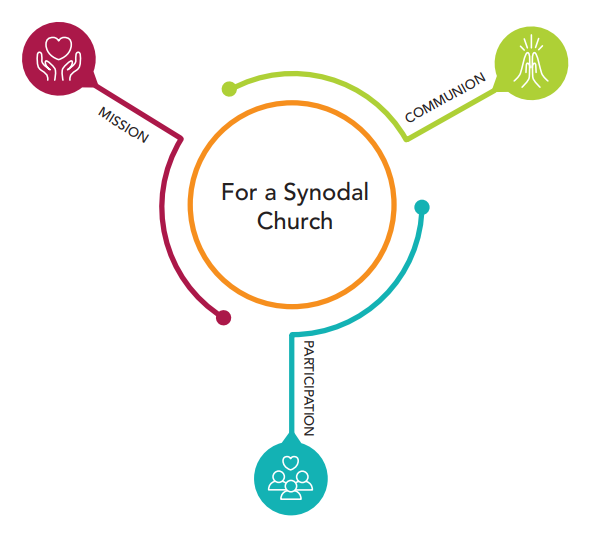 COMMUNION
MISSION
For a Synodal
Church
PARTICIPATION